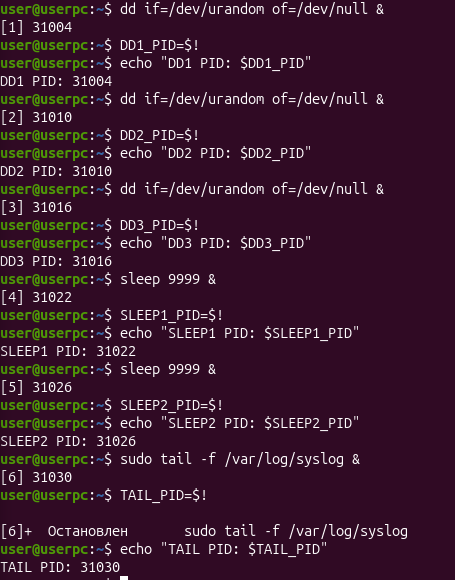 user@userpc:~$ dd if=/dev/urandom of=/dev/null &
[1] 31004
user@userpc:~$ DD1_PID=$!
user@userpc:~$ echo "DD1 PID: $DD1_PID"
DD1 PID: 31004
user@userpc:~$ dd if=/dev/urandom of=/dev/null &
[2] 31010
user@userpc:~$ DD2_PID=$!
user@userpc:~$ echo "DD2 PID: $DD2_PID"
DD2 PID: 31010
user@userpc:~$ dd if=/dev/urandom of=/dev/null &
[3] 31016
user@userpc:~$ DD3_PID=$!
user@userpc:~$ echo "DD3 PID: $DD3_PID"
DD3 PID: 31016
user@userpc:~$ sleep 9999 &
[4] 31022
user@userpc:~$ SLEEP1_PID=$!
user@userpc:~$ echo "SLEEP1 PID: $SLEEP1_PID"
SLEEP1 PID: 31022
user@userpc:~$ sleep 9999 &
[5] 31026
user@userpc:~$ SLEEP2_PID=$!
user@userpc:~$ echo "SLEEP2 PID: $SLEEP2_PID"
SLEEP2 PID: 31026
user@userpc:~$ sudo tail -f /var/log/syslog &
[6] 31030
user@userpc:~$ TAIL_PID=$!
[6]+  Остановлен       sudo tail -f /var/log/syslog
user@userpc:~$ echo "TAIL PID: $TAIL_PID"
TAIL PID: 31030